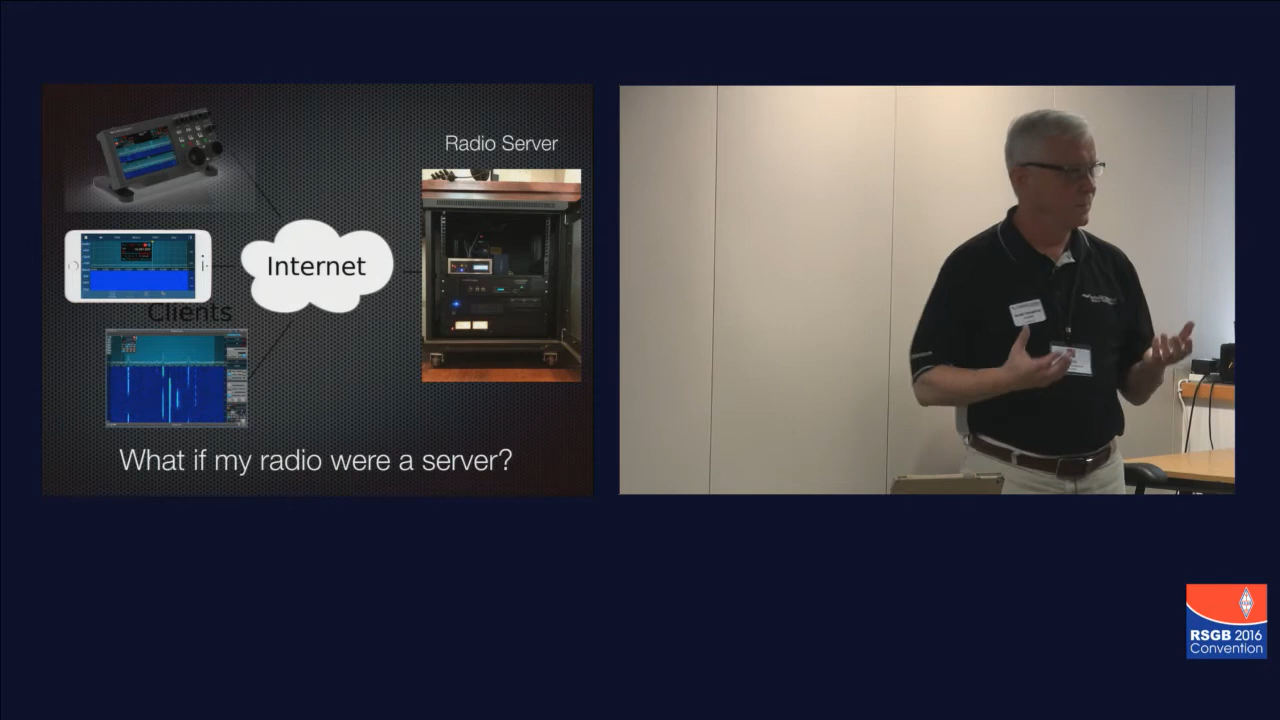 Radio Server
Internet
Clients
What if my radio were a server?
RSGB 2016
Convention